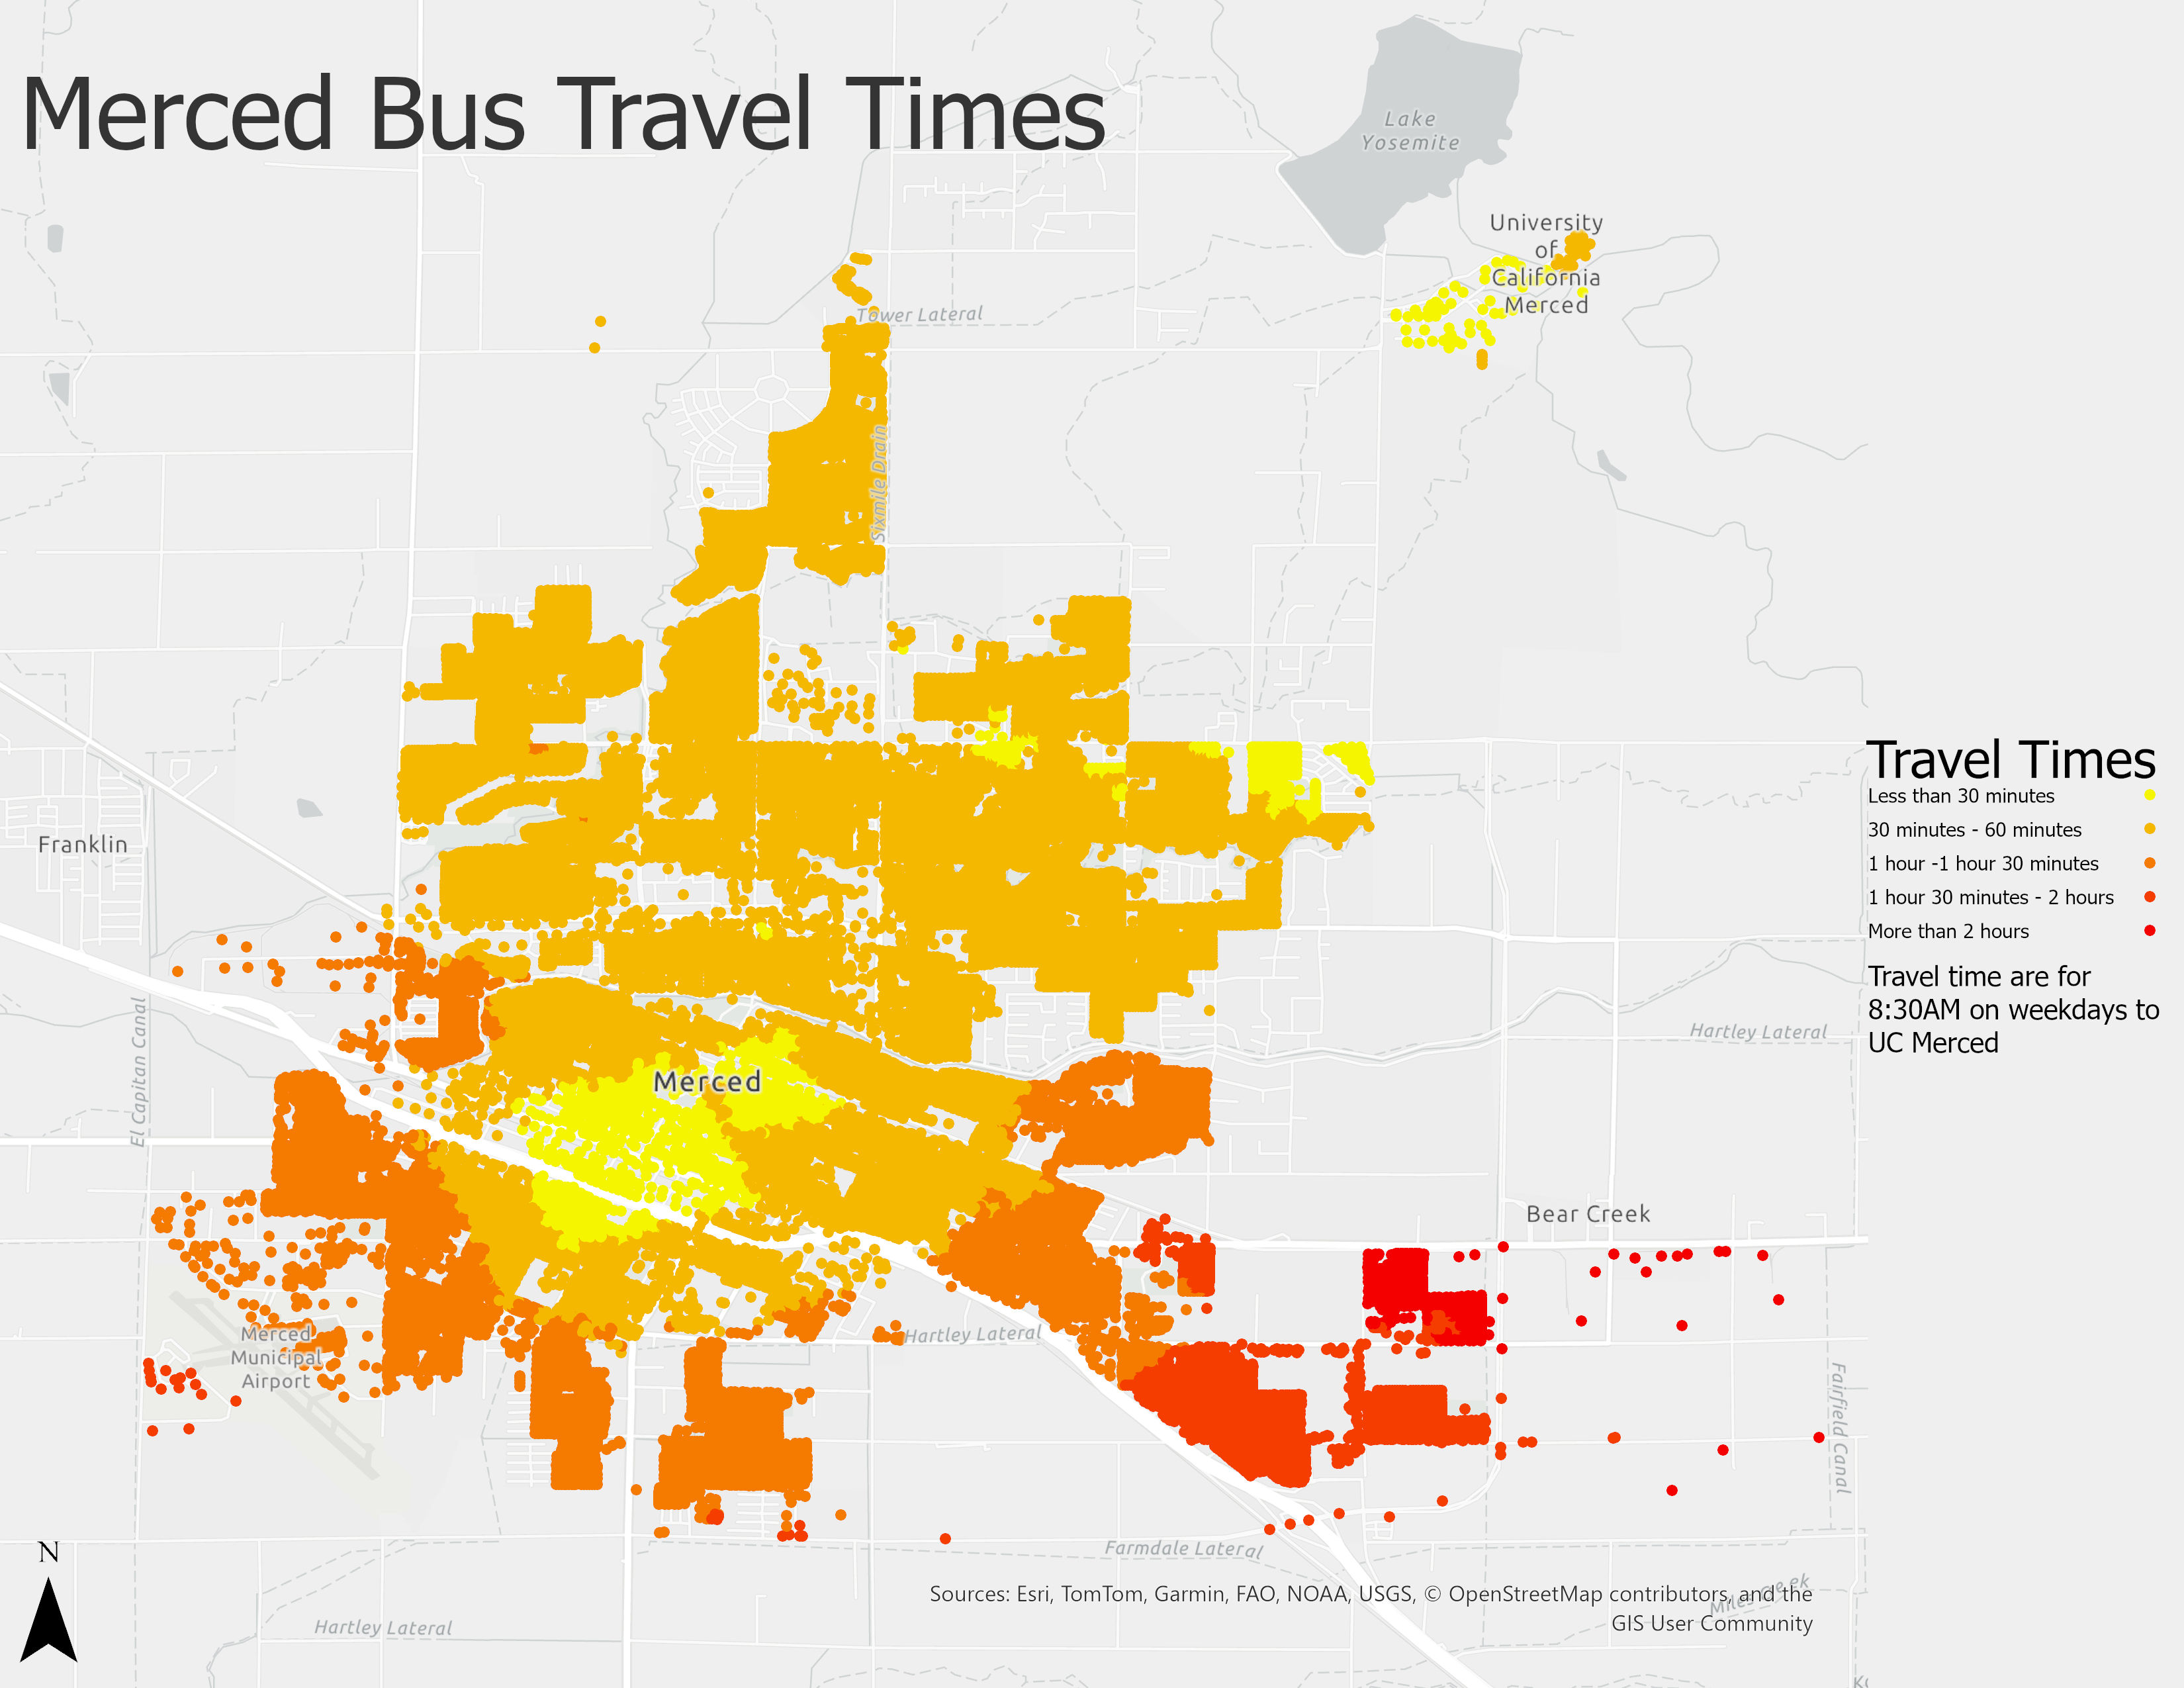 Merced Bus Travel Times
Lake
Yosemite
University
of
California
Merced
Tower Lateral
Sixmile Drain
Franklin
Travel Times
Less than 30 minutes
30 minutes - 60 minutes
1 hour -1 hour 30 minutes
1 hour 30 minutes - 2 hours
More than 2 hours
Travel time are for
8:30AM on weekdays to
UC Merced
El Capitan Canal
Hartley Lateral
Merced
Bear Creek
Merced
Municipal
Airport
Hartley Lateral
Fairfield Canal
N
Farmdale Lateral
Sources: Esri, TomTom, Garmin, FAO, NOAA, USGS, © OpenStreetMap contributors, and the
GIS User Community
Miles Creek
Hartley Lateral